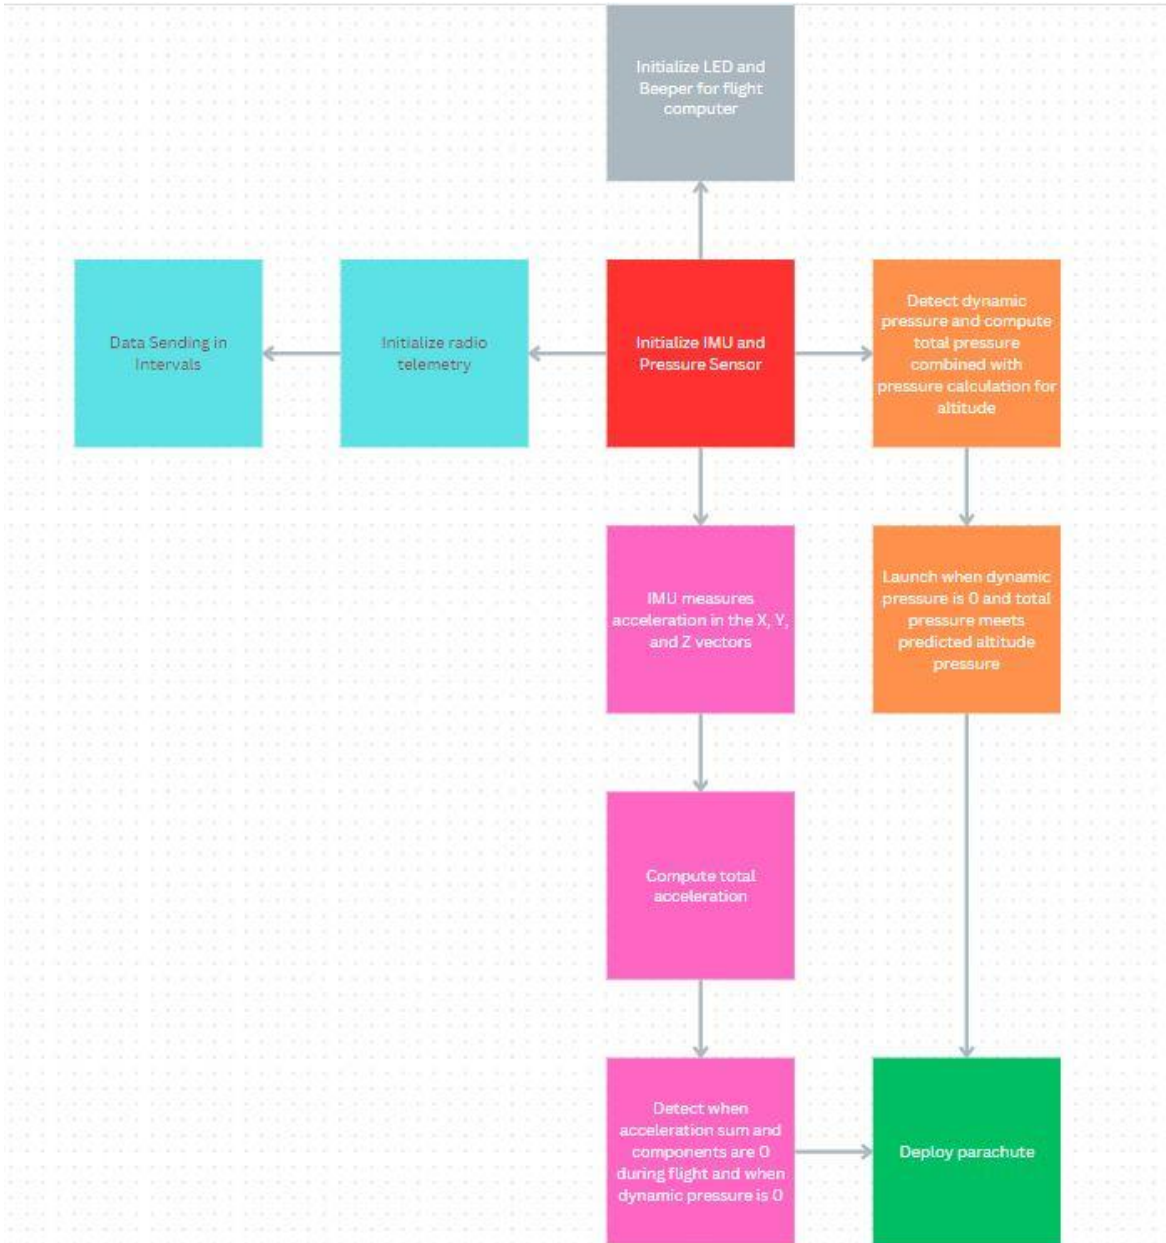 Initialize LED and
Beeper for flight
computer
Data Sending in
Intervals
Initialize radio
telemetry
Initialize IMU and
Pressure Sensor
Detect dynamic
pressure and compute
total pressure
combined with
pressure calculation for
altitude
IMU measures
acceleration in the X, Y,
and Z vectors
Launch when dynamic
pressure is 0 and total
pressure meets
predicted altitude
pressure
Compute total
acceleration
Detect when
acceleration sum and
components are 0
during flight and when
dynamic pressure is 0
Deploy parachute